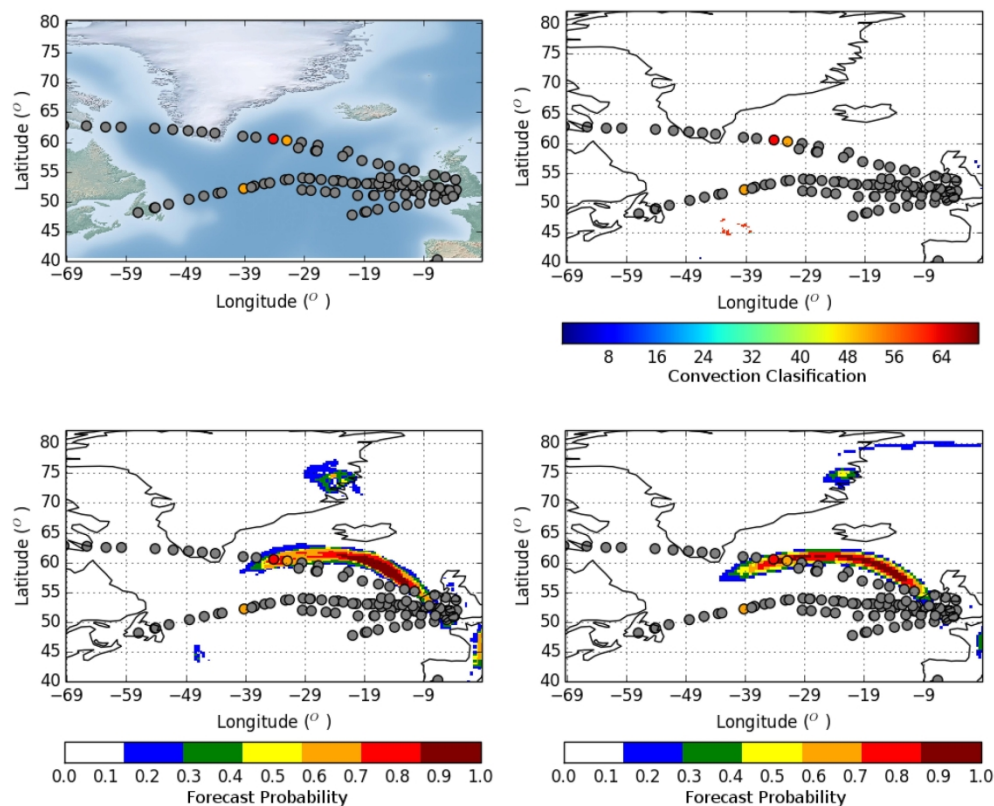 80
75
70
65
60
55
50
45
40
Latitude (°)
−69 −59 −49 −39 −29 −19 −9
Longitude (° )
80
75
70
65
60
55
50
45
40
Latitude (°)
−69 −59 −49 −39 −29 −19 −9
Longitude (° )
8 16 24 32 40 48 56 64
Convection Clasification
80
75
70
65
60
55
50
45
40
Latitude (°)
−69 −59 −49 −39 −29 −19 −9
Longitude (° )
0.0 0.1 0.2 0.3 0.4 0.5 0.6 0.7 0.8 0.9 1.0
Forecast Probability
80
75
70
65
60
55
50
45
40
Latitude (°)
−69 −59 −49 −39 −29 −19 −9
Longitude (° )
0.0 0.1 0.2 0.3 0.4 0.5 0.6 0.7 0.8 0.9 1.0
Forecast Probability